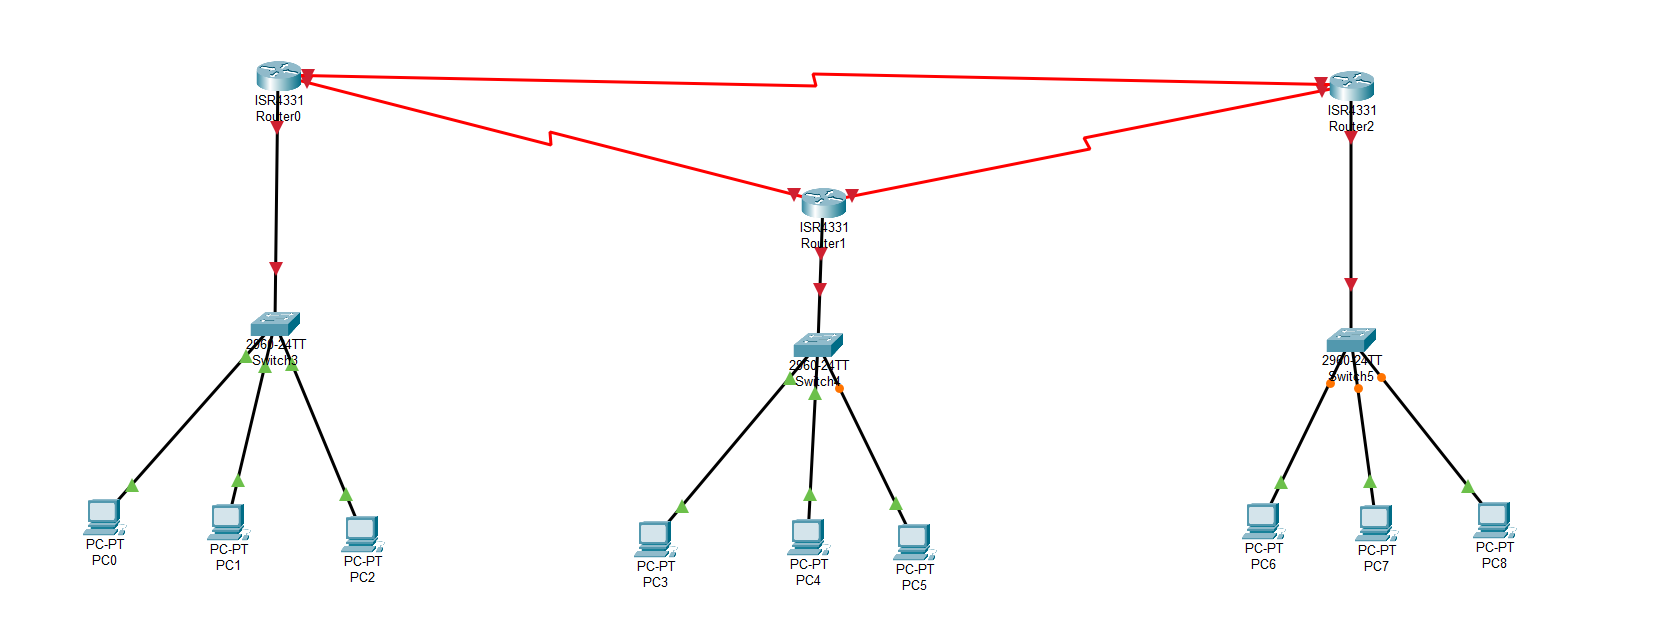 ISR4331
Router0
ISR4331
Router2
ISR4331
Router1
2960-24TT
Switch3
2960-24TT
Switch4
2960-24TT
Switch5
PC-PT
PC0
PC-PT
PC1
PC-PT
PC2
PC-PT
PC3
PC-PT
PC4
PC-PT
PC5
PC-PT
PC6
PC-PT
PC7
PC-PT
PC8